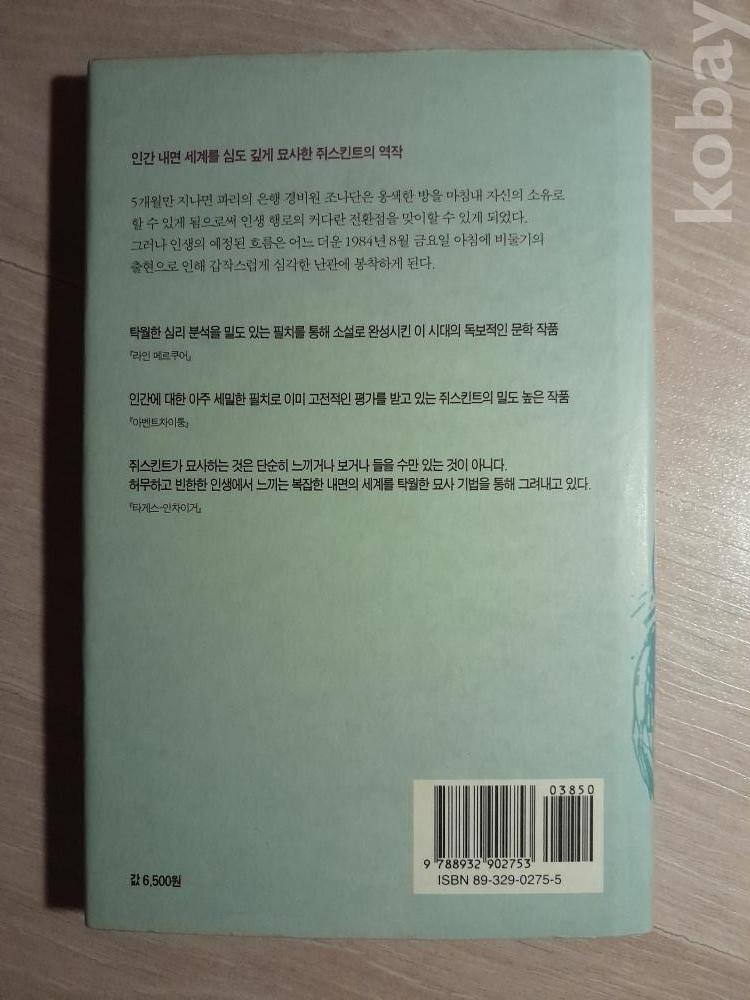 인간 내면 세계를 심도 깊게 묘사한 쥐스킨트의 역작
5개월만 지나면 파리의 은행 경비원 조나단은 옹색한 방을 마침내 자신의 소유로
할 수 있게 됨으로써 인생 행로의 커다란 전환점을 맞이할 수 있게 되었다.
그러나 인생의 예정된 흐름은 어느 더운 1984년 8월 금요일 아침에 비둘기의
출현으로 인해 갑작스럽게 심각한 난관에 봉착하게 된다.
탁월한 심리 분석을 밀도 있는 필치를 통해 소설로 완성시킨 이 시대의 독보적인 문학 작품
『라인 메르쿠어』
인간에 대한 아주 세밀한 필치로 이미 고전적인 평가를 받고 있는 쥐스킨트의 밀도 높은 작품
『아벤트차이퉁』
쥐스킨트가 묘사하는 것은 단순히 느끼거나 보거나 들을 수만 있는 것이 아니다.
허무하고 빈한한 인생에서 느끼는 복잡한 내면의 세계를 탁월한 묘사 기법을 통해 그려내고 있다.
『타게스-안차이거』
값 6,500원
03850
9 788932 902753
ISBN 89-329-0275-5
kobay